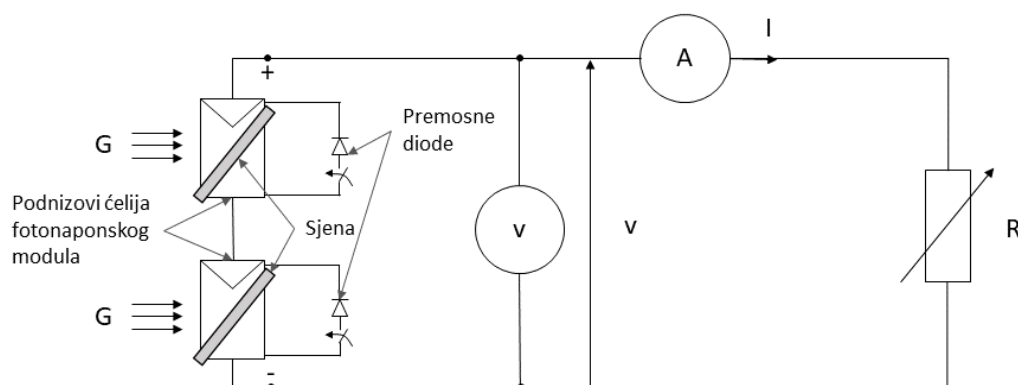 I
A
+
Premosne
diode
G
Podnizovi ćelija
fotonaponskog
modula
Sjena
v
v
R
G
-